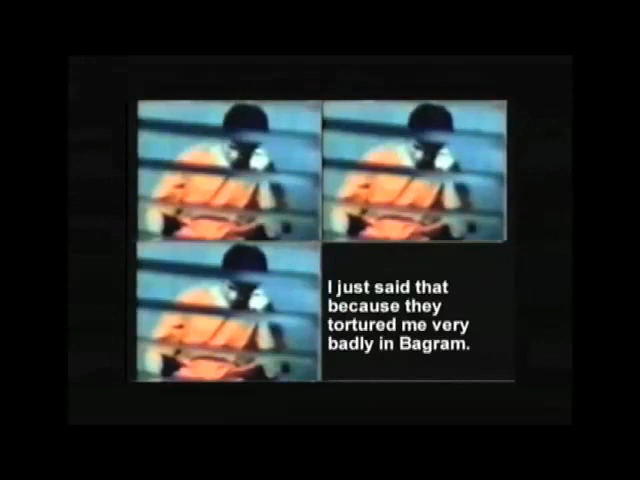 I just said that
because they
tortured me very
badly in Bagram.